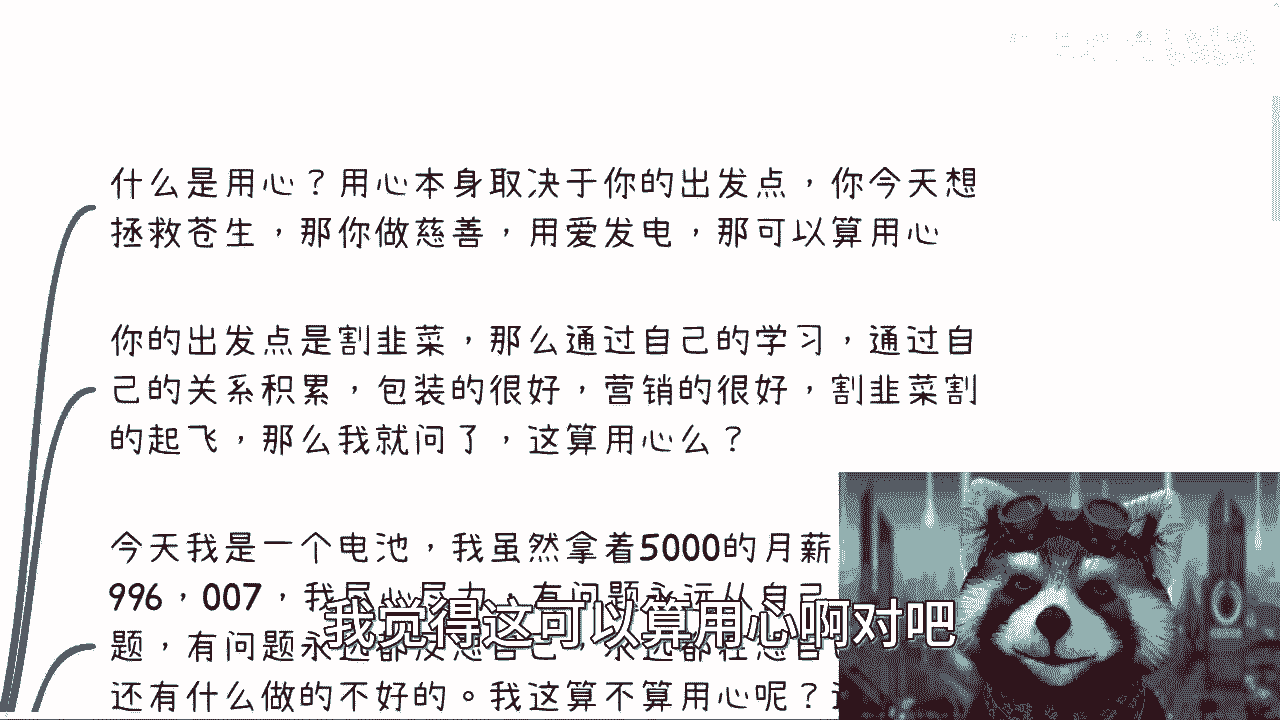 什么是用心？用心本身取决于你的出发点，你今天想
拯救苍生，那你做慈善，用爱发电，那可以算用心
你的出发点是割韭菜，那么通过自己的学习，通过自
己的关系积累，包装的很好，营销的很好，割韭菜割
的起飞，那么我就问了，这算用心么？
今天我是一个电池，我虽然拿着5000的月薪
996，007，我尽心尽力，有问题永远从自己
题，有问题永远都反思自己，永远都在想自
还有什么做的不好的。我这算不算用心呢？
我觉得这可以算用心啊对吧